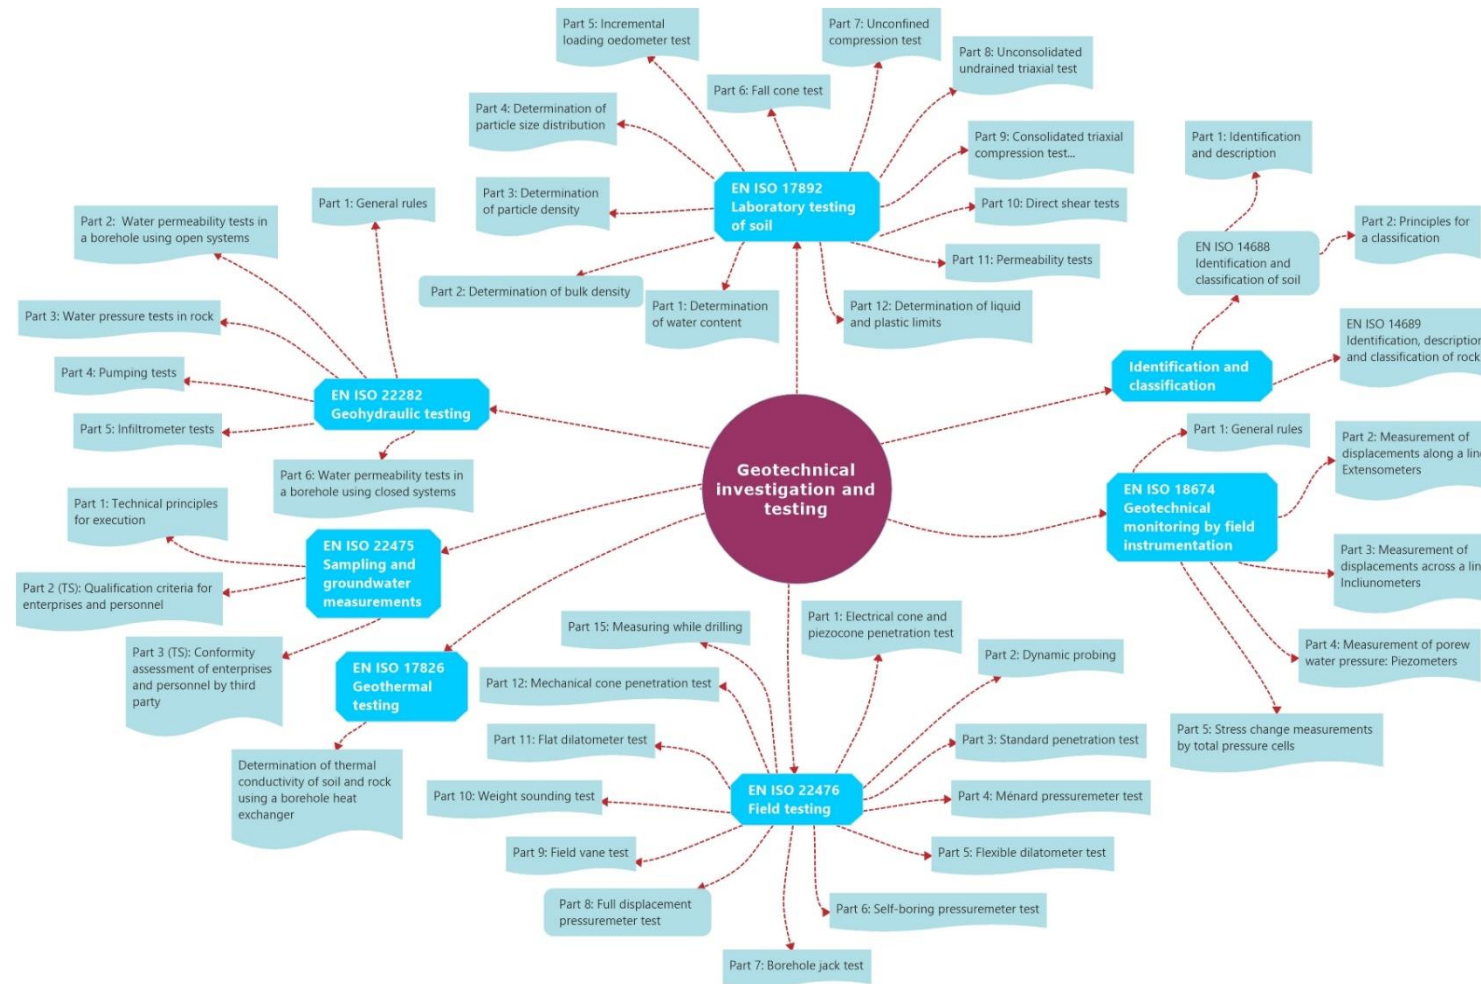 Part 5: Incremental
loading oedometer test
Part 7: Unconfined
compression test
Part 8: Unconsolidated
undrained triaxial test
Part 6: Fall cone test
Part 4: Determination of
particle size distribution
Part 9: Consolidated triaxial
compression test...
Part 3: Determination
of particle density
EN ISO 17892
Laboratory testing
of soil
Part 10: Direct shear tests
Part 11: Permeability tests
Part 2: Determination of bulk density
Part 1: Determination
of water content
Part 12: Determination of liquid
and plastic limits
Part 1: Identification
and description
Part 2: Principles for
a classification
EN ISO 14688
Identification and
classification of soil
EN ISO 14689
Identification, description
and classification of rock
Identification and
classification
Part 1: General rules
Part 2: Water permeability tests in
a borehole using open systems
Part 3: Water pressure tests in rock
Part 4: Pumping tests
EN ISO 22282
Geohydraulic testing
Part 5: Infiltrometer tests
Part 6: Water permeability tests in
a borehole using closed systems
Geotechnical
investigation and
testing
Part 1: General rules
Part 2: Measurement of
displacements along a line
Extensometers
EN ISO 18674
Geotechnical
monitoring by field
instrumentation
Part 3: Measurement of
displacements across a lin
Incliunometers
Part 4: Measurement of porew
water pressure: Piezometers
Part 5: Stress change measurements
by total pressure cells
Part 1: Technical principles
for execution
EN ISO 22475
Sampling and
groundwater
measurements
Part 2 (TS): Qualification criteria for
enterprises and personnel
Part 3 (TS): Conformity
assessment of enterprises
and personnel by third
party
EN ISO 17826
Geothermal
testing
Determination of thermal
conductivity of soil and rock
using a borehole heat
exchanger
Part 15: Measuring while drilling
Part 1: Electrical cone and
piezocone penetration test
Part 12: Mechanical cone penetration test
Part 2: Dynamic probing
Part 11: Flat dilatometer test
Part 3: Standard penetration test
EN ISO 22476
Field testing
Part 10: Weight sounding test
Part 4: Ménard pressuremeter test
Part 9: Field vane test
Part 5: Flexible dilatometer test
Part 8: Full displacement
pressuremeter test
Part 6: Self-boring pressuremeter test
Part 7: Borehole jack test